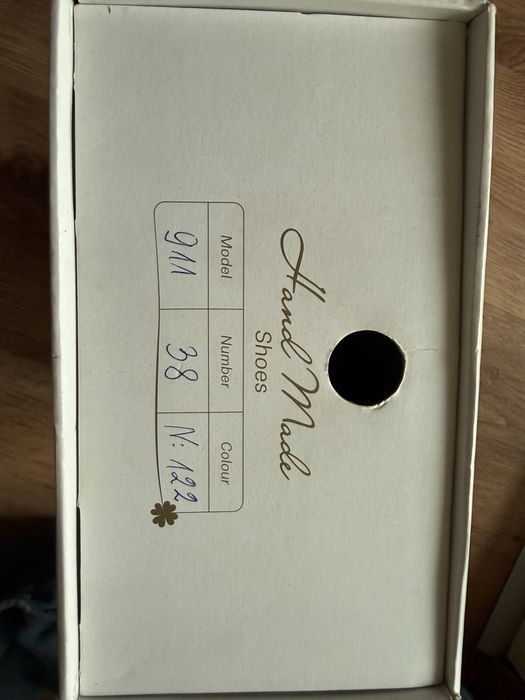 Hand Made
Shoes
Model Number Colour
911 38 N: 122